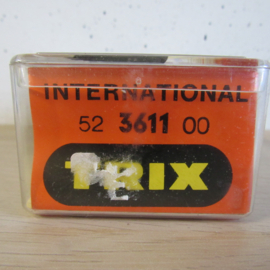 INTERNATIONAL
52 3611 00
TRIX